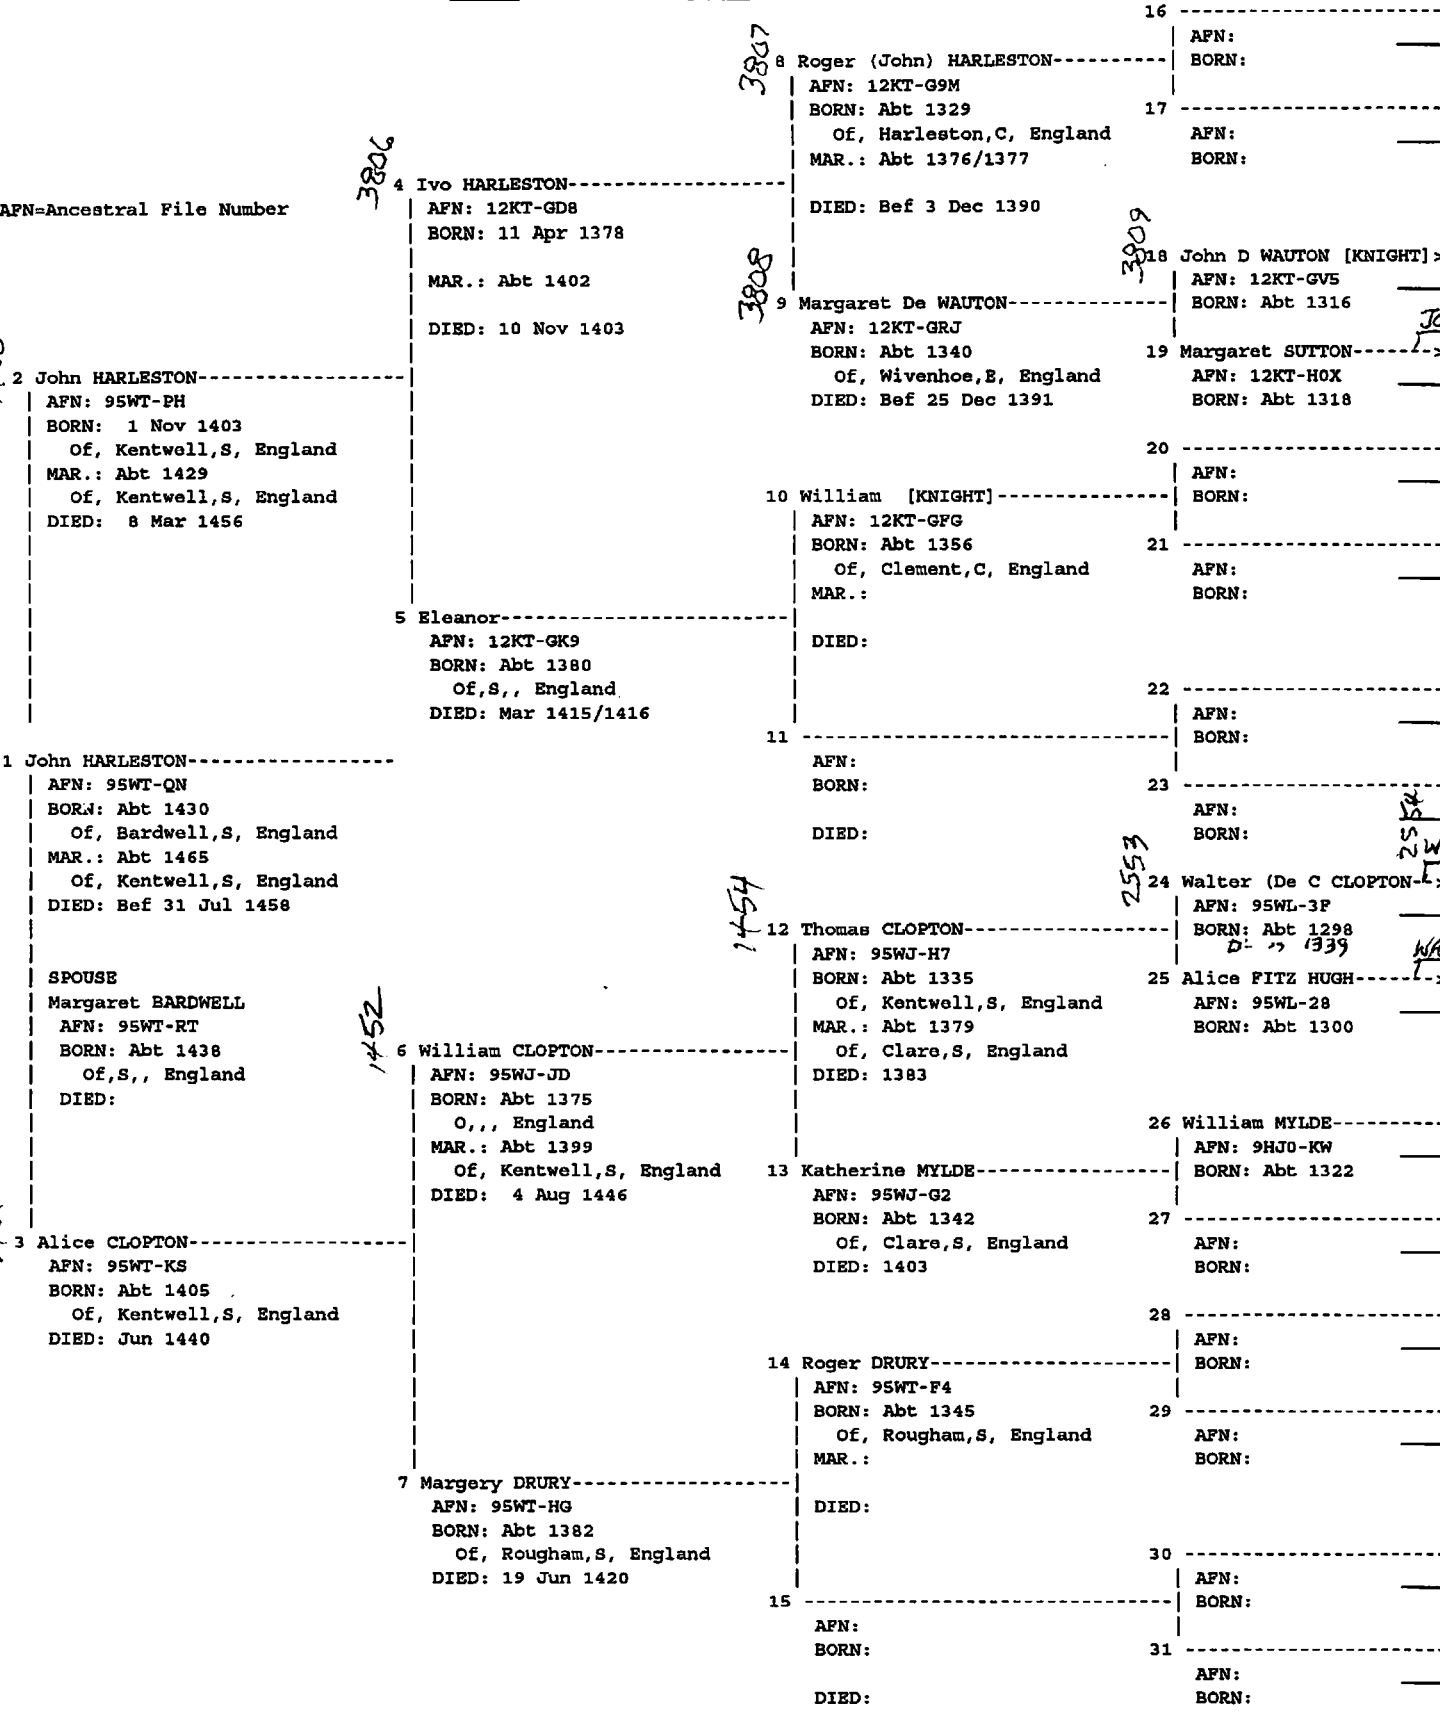 AFN=Ancestral File Number
2 John HARLESTON
AFN: 95WT-PH
BORN: 1 Nov 1403
Of, Kentwell,S, England
MAR.: Abt 1429
Of, Kentwell,S, England
DIED: 8 Mar 1456
1 John HARLESTON
AFN: 95WT-QN
BORN: Abt 1430
Of, Bardwell,S, England
MAR.: Abt 1465
Of, Kentwell,S, England
DIED: Bef 31 Jul 1458
SPOUSE
Margaret BARDWELL
AFN: 95WT-RT
BORN: Abt 1438
Of,S,, England
DIED:
3 Alice CLOPTON
AFN: 95WT-KS
BORN: Abt 1405
Of, Kentwell,S, England
DIED: Jun 1440
3806
4 Ivo HARLESTON
AFN: 12KT-GD8
BORN: 11 Apr 1378
MAR.: Abt 1402
DIED: 10 Nov 1403
5 Eleanor
AFN: 12KT-GK9
BORN: Abt 1380
Of,S,, England
DIED: Mar 1415/1416
1452
6 William CLOPTON
AFN: 95WJ-JD
BORN: Abt 1375
O,,, England
MAR.: Abt 1399
Of, Kentwell,S, England
DIED: 4 Aug 1446
7 Margery DRURY
AFN: 95WT-HG
BORN: Abt 1382
Of, Rougham,S, England
DIED: 19 Jun 1420
3807
8 Roger (John) HARLESTON
AFN: 12KT-G9M
BORN: Abt 1329
Of, Harleston,C, England
MAR.: Abt 1376/1377
DIED: Bef 3 Dec 1390
3808
9 Margaret De WAUTON
AFN: 12KT-GRJ
BORN: Abt 1340
Of, Wivenhoe,E, England
DIED: Bef 25 Dec 1391
10 William [KNIGHT]
AFN: 12KT-GFG
BORN: Abt 1356
Of, Clement,C, England
MAR.:
DIED:
11
AFN:
BORN:
DIED:
1454
12 Thomas CLOPTON
AFN: 95WJ-H7
BORN: Abt 1335
Of, Kentwell,S, England
MAR.: Abt 1379
Of, Clare,S, England
DIED: 1383
13 Katherine MYLDE
AFN: 95WJ-G2
BORN: Abt 1342
Of, Clare,S, England
DIED: 1403
14 Roger DRURY
AFN: 95WT-F4
BORN: Abt 1345
Of, Rougham,S, England
MAR.:
DIED:
15
AFN:
BORN:
DIED:
16
AFN:
BORN:
17
AFN:
BORN:
3809
18 John D WAUTON [KNIGHT]>
AFN: 12KT-GV5
BORN: Abt 1316
JO
19 Margaret SUTTON
AFN: 12KT-H0X
BORN: Abt 1318
20
AFN:
BORN:
21
AFN:
BORN:
22
AFN:
BORN:
23
AFN:
BORN:
2554
W
2553
24 Walter (De C CLOPTON
AFN: 95WL-3F
BORN: Abt 1298
1339
WA
25 Alice FITZ HUGH
AFN: 95WL-28
BORN: Abt 1300
26 William MYLDE
AFN: 9HJ0-KW
BORN: Abt 1322
27
AFN:
BORN:
28
AFN:
BORN:
29
AFN:
BORN:
30
AFN:
BORN:
31
AFN:
BORN: